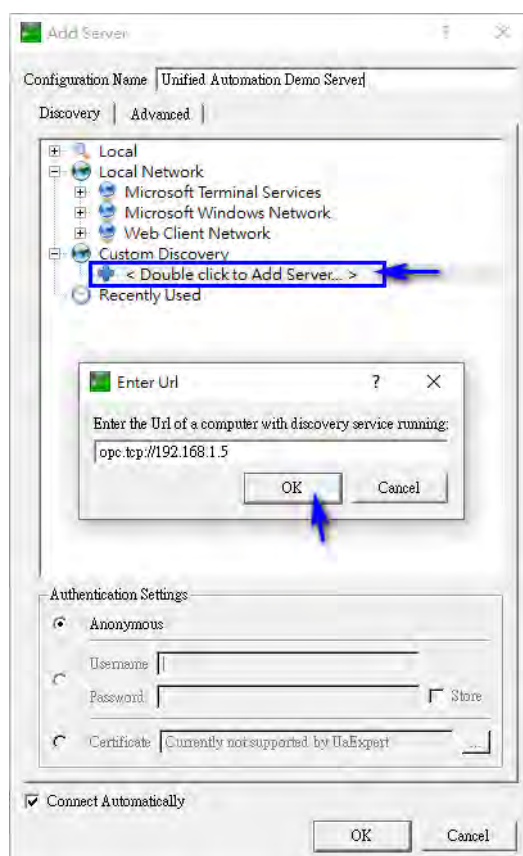 Add Server ? ×
Configuration Name Unified Automation Demo Server
Discovery Advanced
Local
Local Network
Microsoft Terminal Services
Microsoft Windows Network
Web Client Network
Custom Discovery
< Double click to Add Server... >
Recently Used
Enter Url ? ×
Enter the Url of a computer with discovery service running:
opc.tcp://192.168.1.5
OK Cancel
Authentication Settings
Anonymous
Username
Password Store
Certificate Currently not supported by UaExpert ...
Connect Automatically
OK Cancel